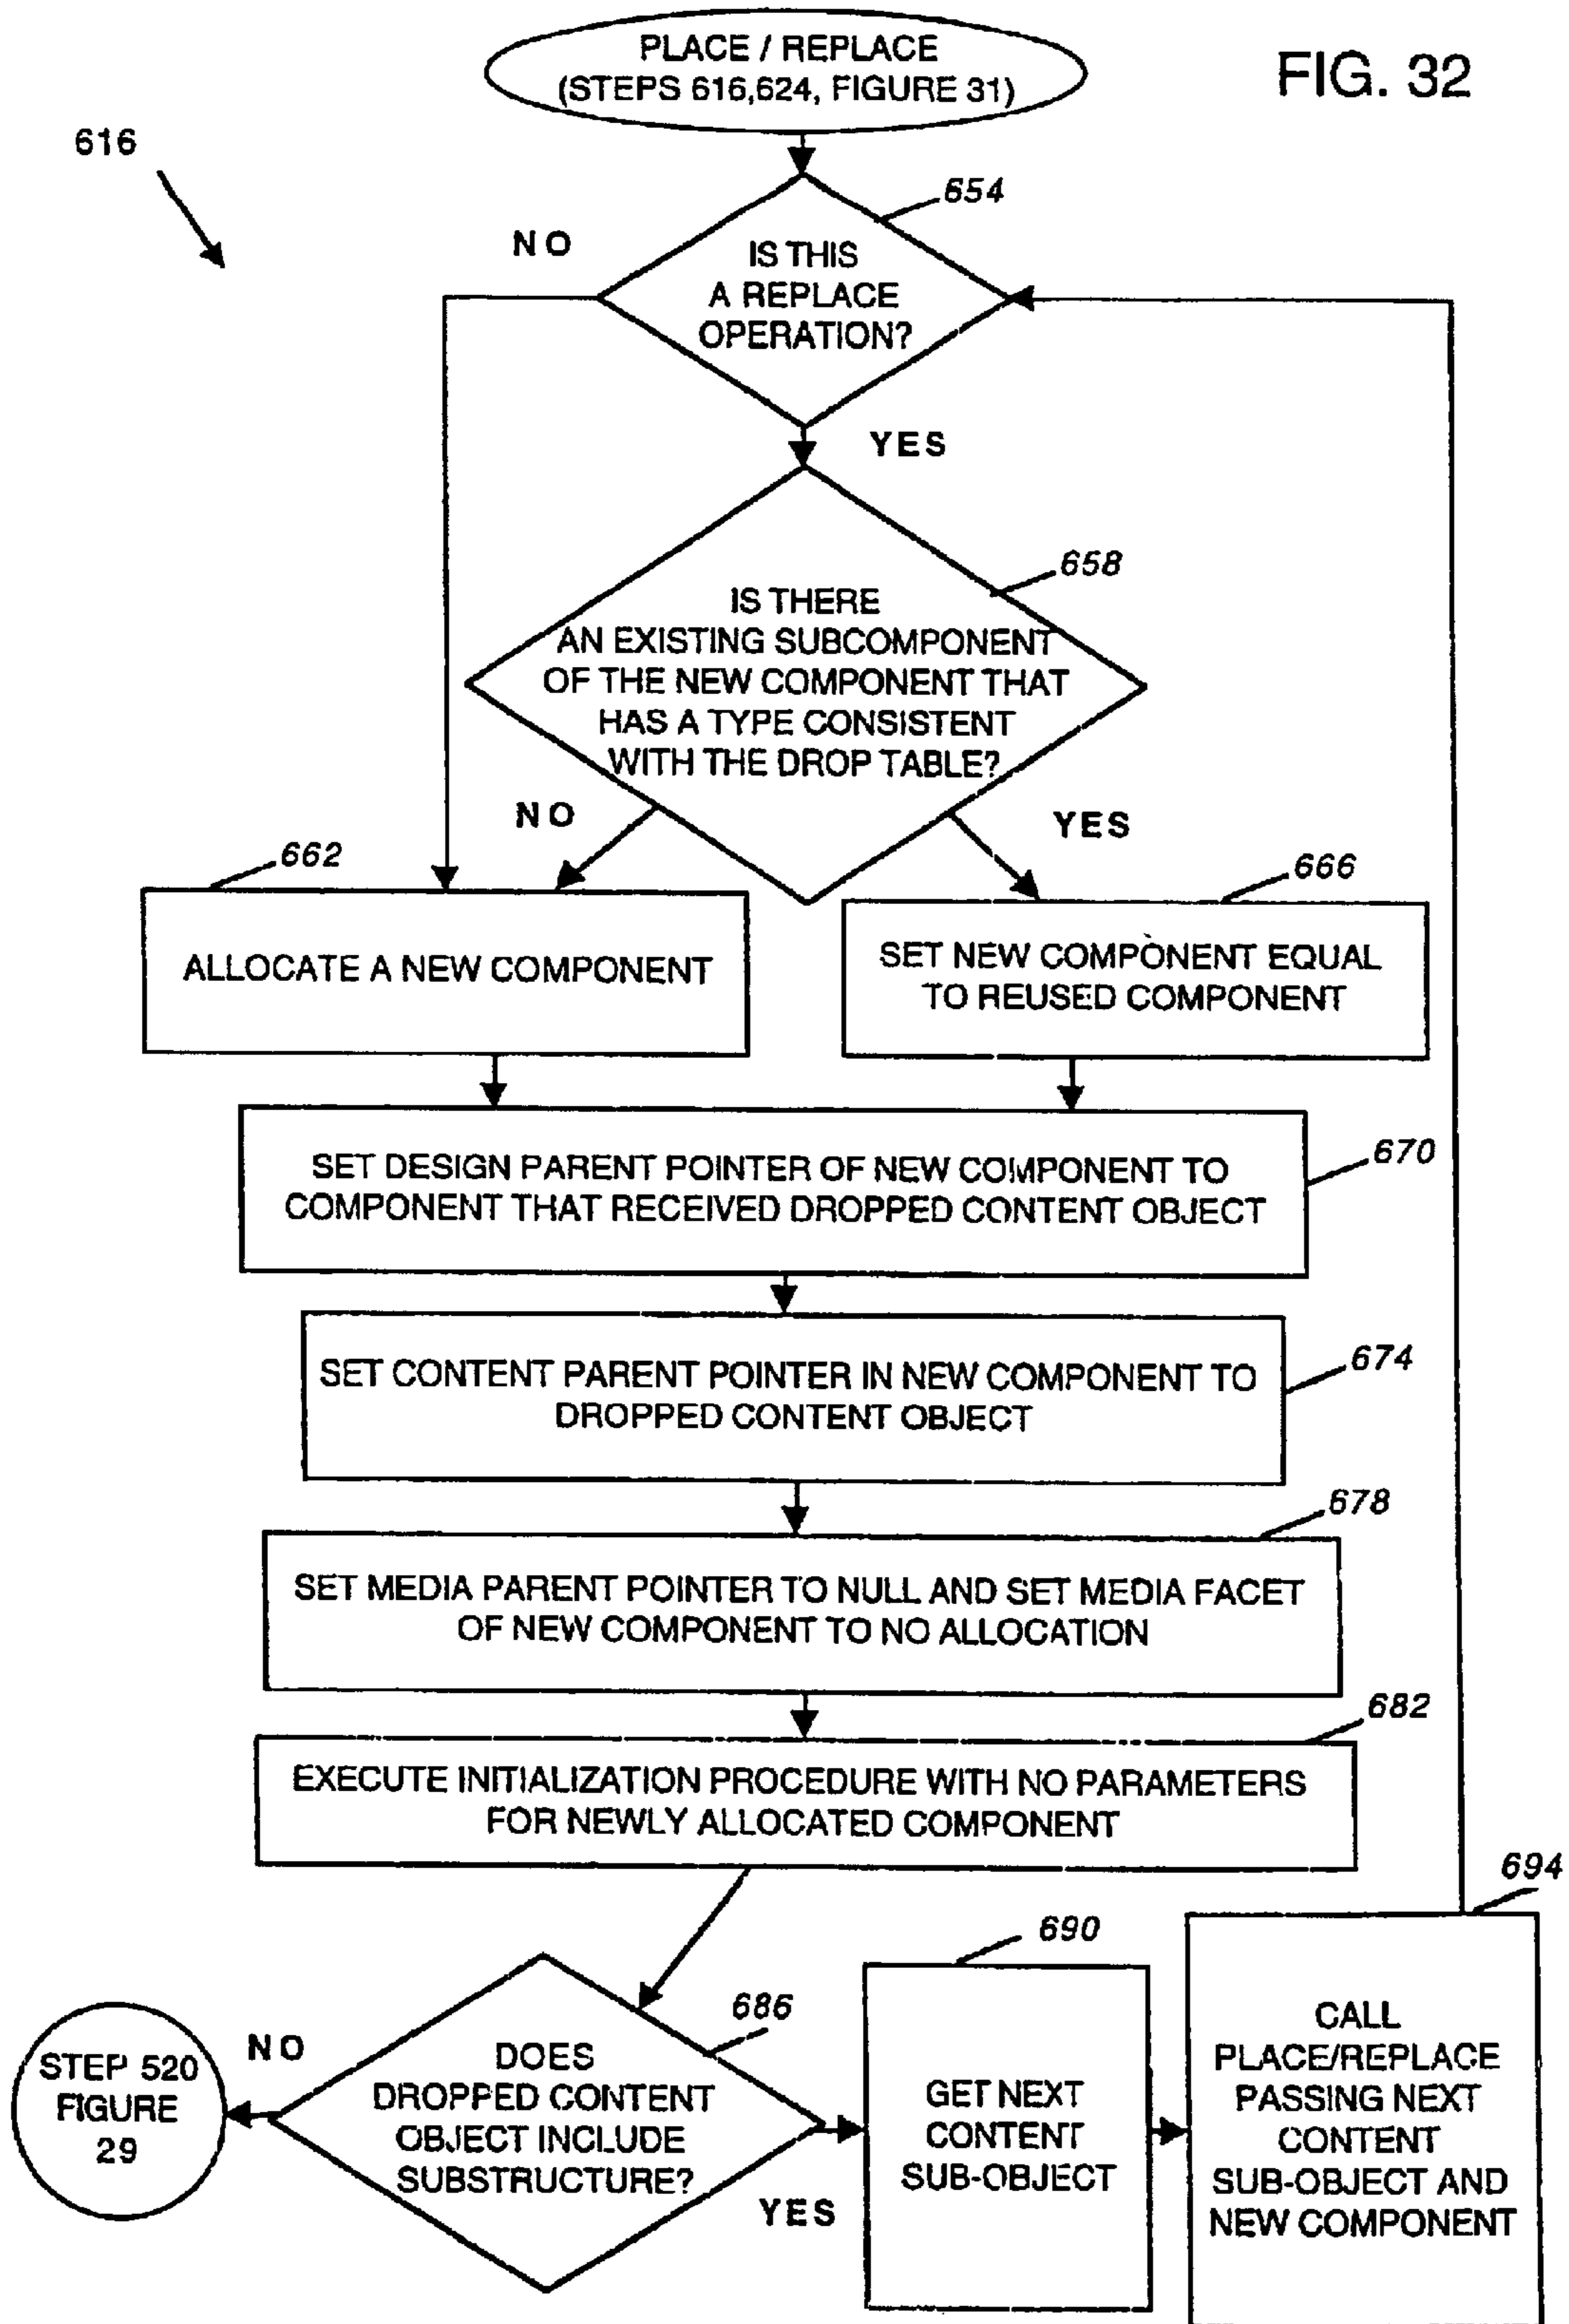 PLACE / REPLACE
(STEPS 616,624, FIGURE 31)
FIG. 32
616
654
NO
IS THIS
A REPLACE
OPERATION?
YES
658
IS THERE
AN EXISTING SUBCOMPONENT
OF THE NEW COMPONENT THAT
HAS A TYPE CONSISTENT
WITH THE DROP TABLE?
NO
YES
662
666
ALLOCATE A NEW COMPONENT
SET NEW COMPONENT EQUAL
TO REUSED COMPONENT
670
SET DESIGN PARENT POINTER OF NEW COMPONENT TO
COMPONENT THAT RECEIVED DROPPED CONTENT OBJECT
674
SET CONTENT PARENT POINTER IN NEW COMPONENT TO
DROPPED CONTENT OBJECT
678
SET MEDIA PARENT POINTER TO NULL AND SET MEDIA FACET
OF NEW COMPONENT TO NO ALLOCATION
682
EXECUTE INITIALIZATION PROCEDURE WITH NO PARAMETERS
FOR NEWLY ALLOCATED COMPONENT
694
690
686
NO
STEP 520
FIGURE
29
DOES
DROPPED CONTENT
OBJECT INCLUDE
SUBSTRUCTURE?
YES
GET NEXT
CONTENT
SUB-OBJECT
CALL
PLACE/REPLACE
PASSING NEXT
CONTENT
SUB-OBJECT AND
NEW COMPONENT